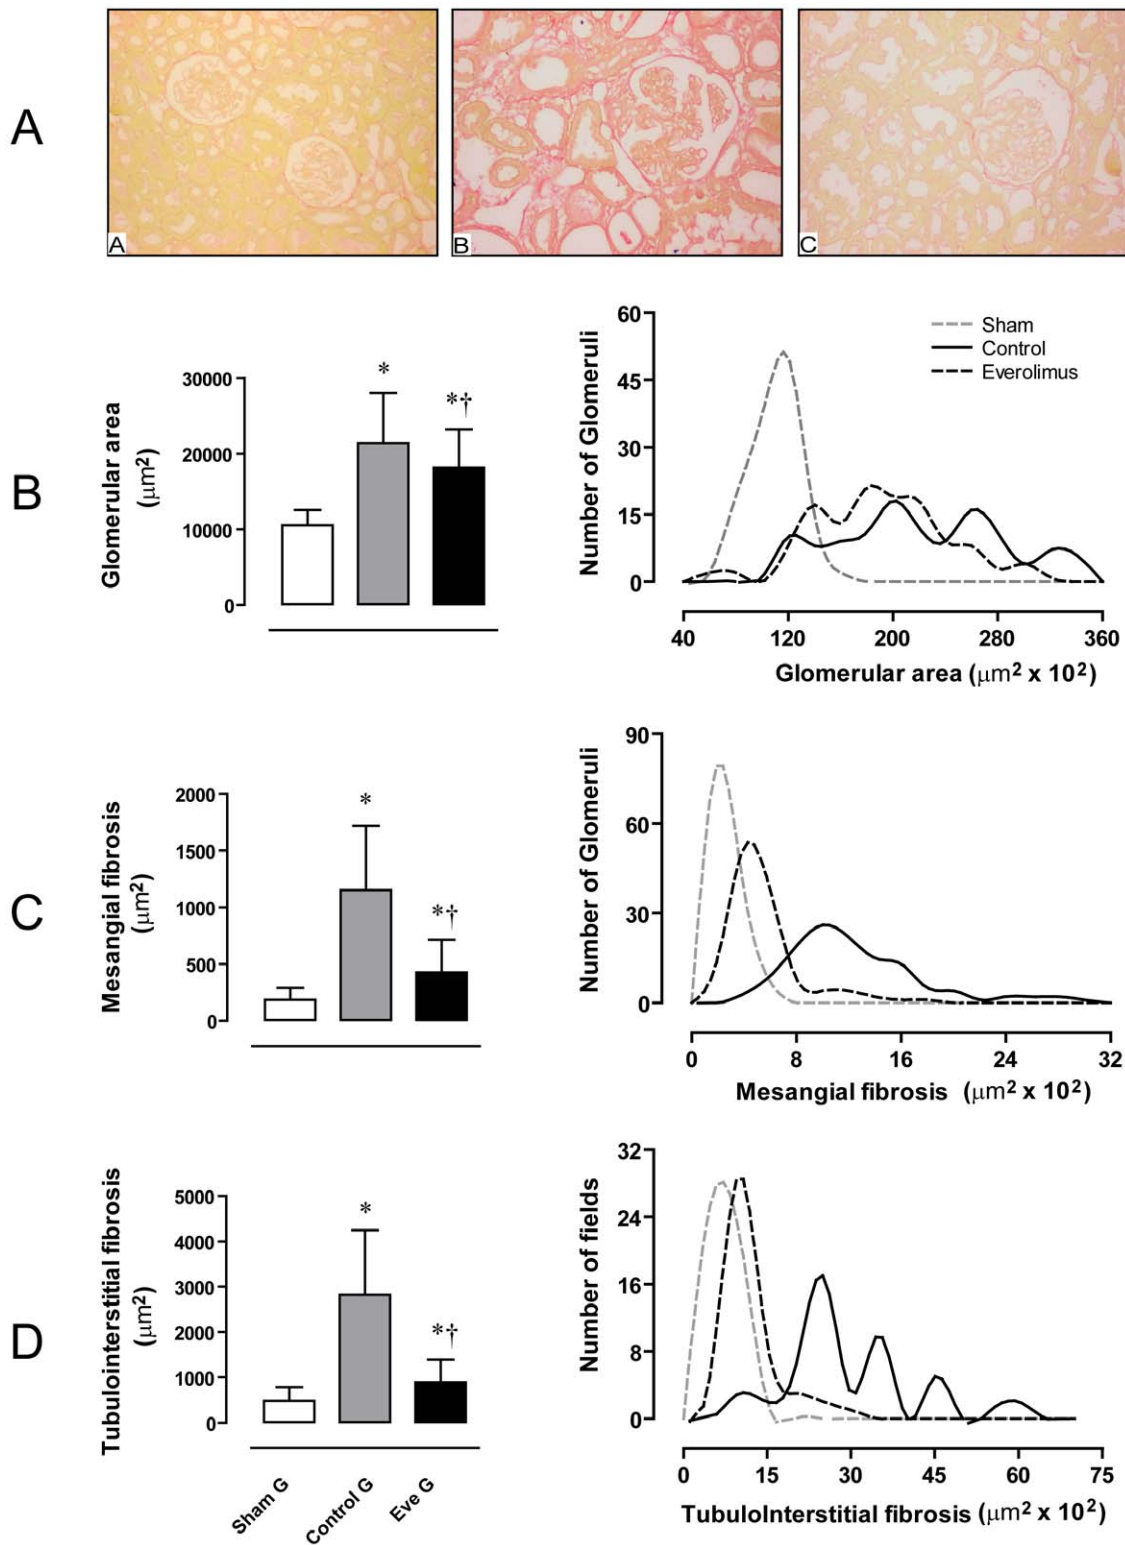 A
A
B
C
B
Glomerular area
(μm²)
30000
20000
10000
0
*
*†
Number of Glomeruli
60
45
30
15
0
Sham
Control
Everolimus
40
120
200
280
360
Glomerular area (μm² x 10²)
C
Mesangial fibrosis
(μm²)
2000
1500
1000
500
0
*
*†
Number of Glomeruli
90
60
30
0
0
8
16
24
32
Mesangial fibrosis (μm² x 10²)
D
Tubulointerstitial fibrosis
(μm²)
5000
4000
3000
2000
1000
0
*
*†
Sham G
Control G
Eve G
Number of fields
32
24
16
8
0
0
15
30
45
60
75
TubuloInterstitial fibrosis (μm² x 10²)